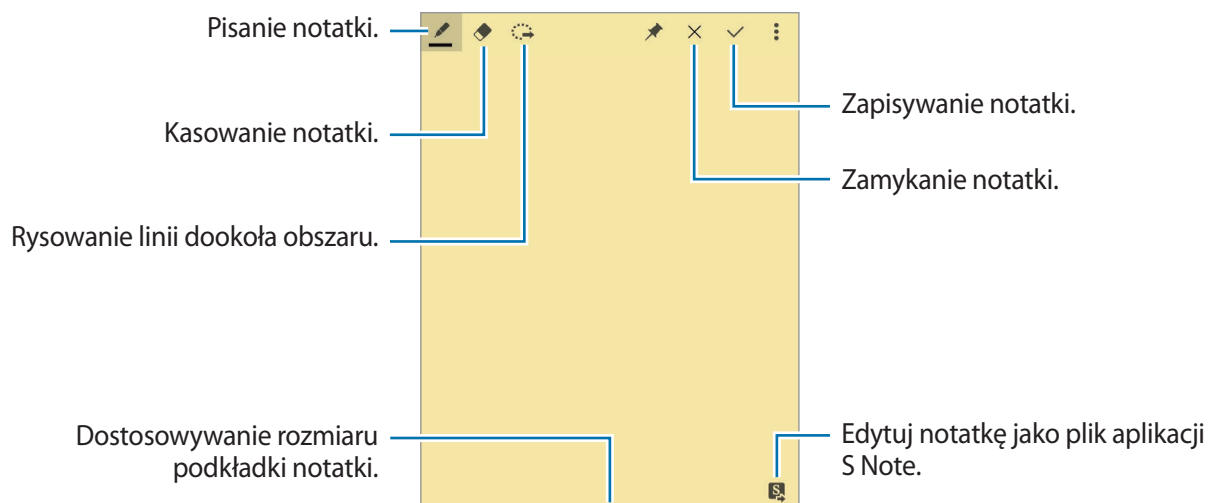 Pisanie notatki.
Kasowanie notatki.
Rysowanie linii dookoła obszaru.
Dostosowywanie rozmiaru
podkładki notatki.
Zapisywanie notatki.
Zamykanie notatki.
Edytuj notatkę jako plik aplikacji
S Note.
S